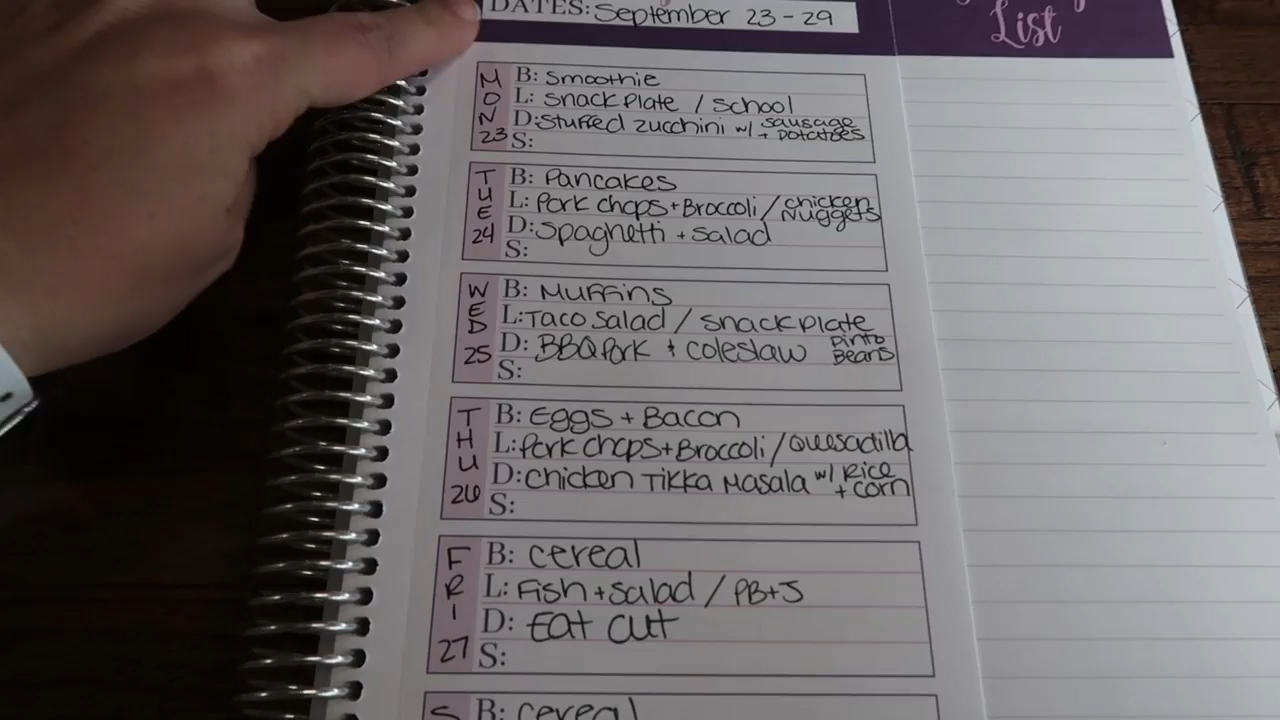 DATES: September 23-29
List
MON 23
B: Smoothie
L: Snack Plate / School
D: Stuffed zucchini w/ sausage + potatoes
S:
TUE 24
B: Pancakes
L: Pork chops + Broccoli / chicken Nuggets
D: Spaghetti + Salad
S:
WED 25
B: Muffins
L: Taco Salad / Snack plate
D: BBQ Pork + coleslaw Pinto Beans
S:
THU 26
B: Eggs + Bacon
L: Pork chops + Broccoli / Quesadilla
D: Chicken Tikka Masala w/ Rice + corn
S:
FRI 27
B: cereal
L: Fish + Salad / PB+J
D: Eat Out
S:
S
B: cereal